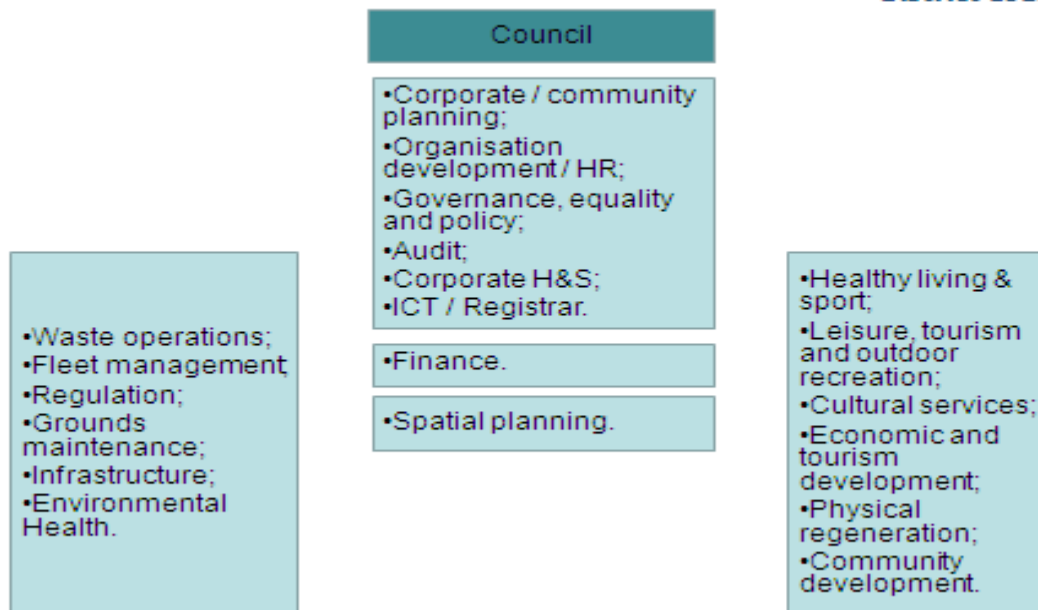 Council
•Corporate / community
planning;
•Organisation
development / HR;
•Governance, equality
and policy;
•Audit;
•Corporate H&S;
•ICT / Registrar.
•Finance.
•Spatial planning.
•Waste operations;
•Fleet management;
•Regulation;
•Grounds
maintenance;
•Infrastructure;
•Environmental
Health.
•Healthy living &
sport;
•Leisure, tourism
and outdoor
recreation;
•Cultural services;
•Economic and
tourism
development;
•Physical
regeneration;
•Community
development.